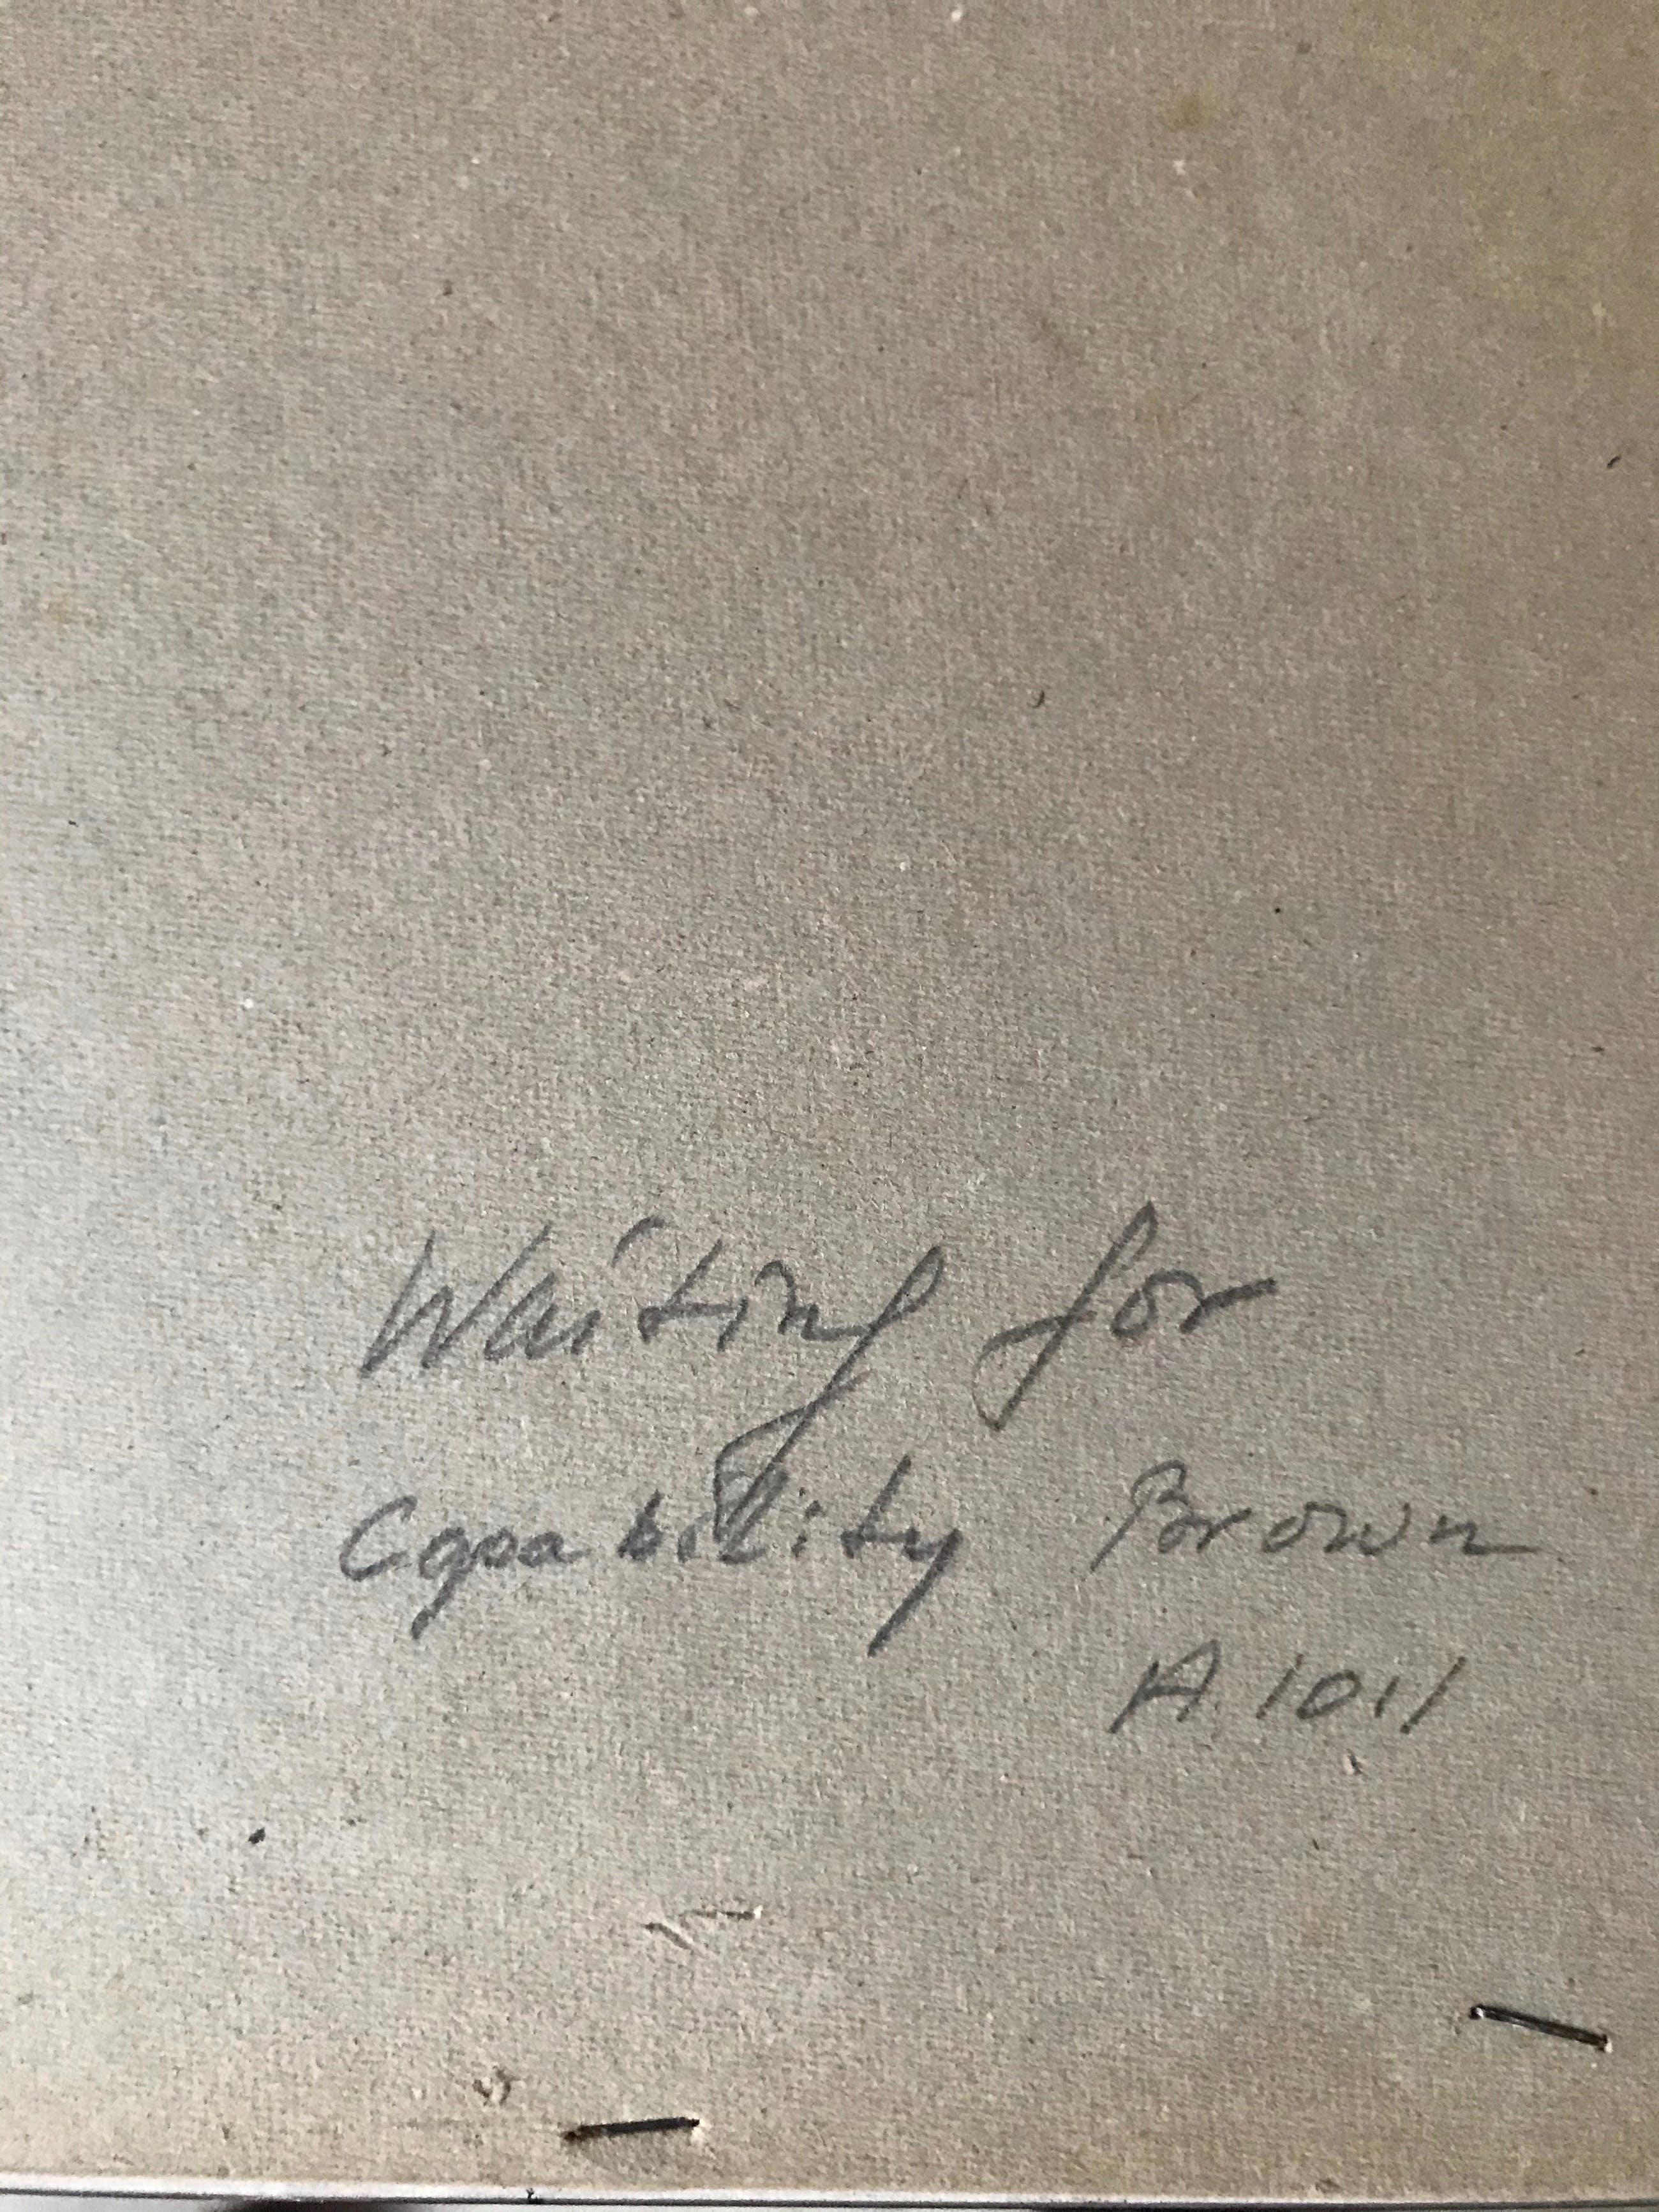 Waiting for
Capability Brown
A 1011